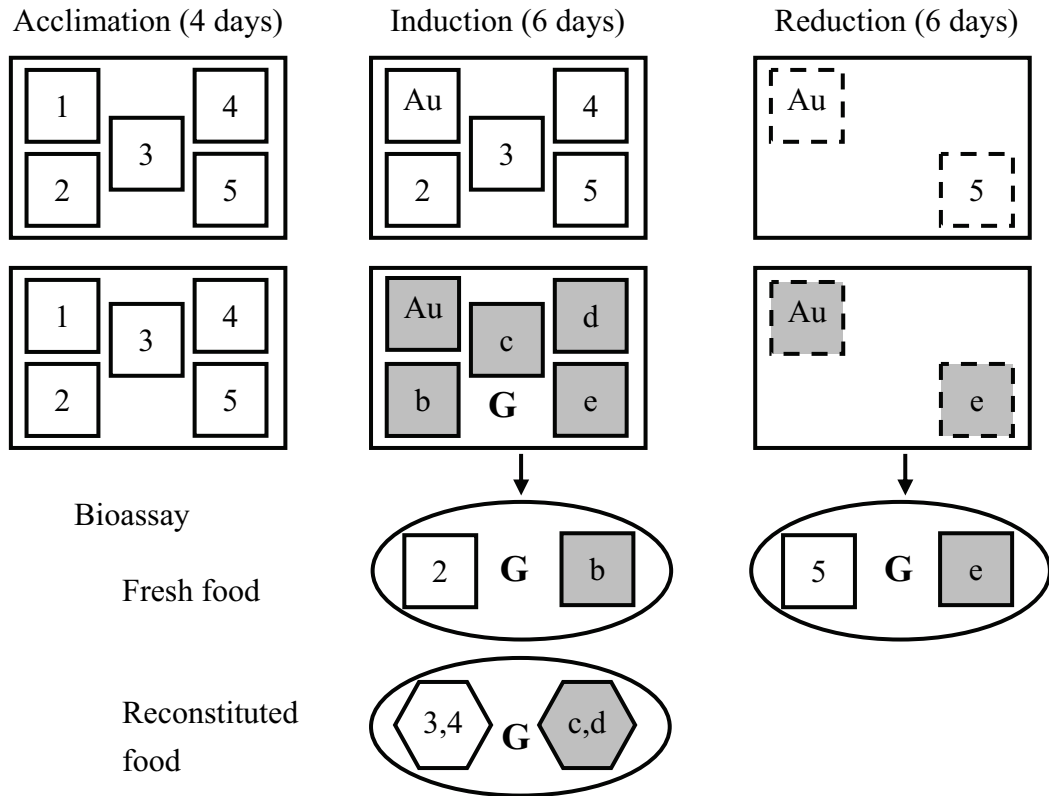 Acclimation (4 days)
Induction (6 days)
Reduction (6 days)
1
4
3
2
5
Au
4
3
2
5
Au
5
1
4
3
2
5
Au
d
c
b
G
e
Au
e
Bioassay
Fresh food
2
G
b
5
G
e
Reconstituted
food
3,4
G
c,d